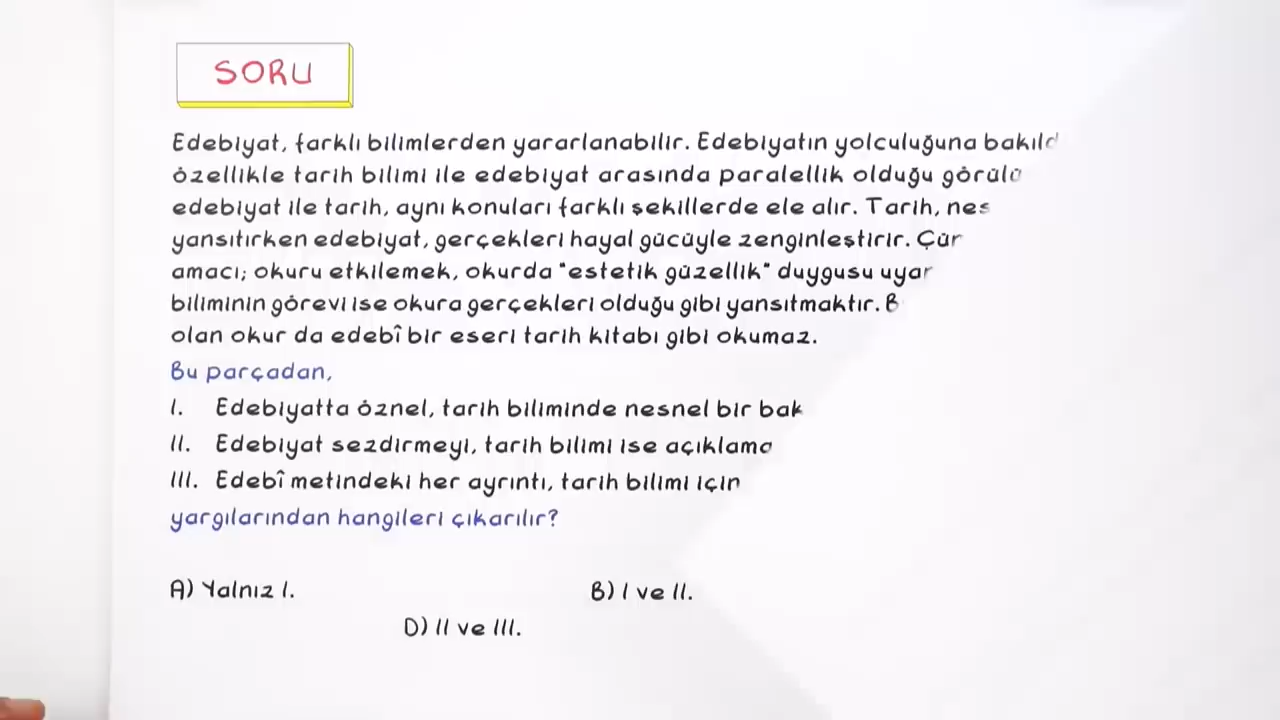 SORU
Edebiyat, farklı bilimlerden yararlanabilir. Edebiyatın yolculuğuna
özellikle tarih bilimi ile edebiyat arasında paralellik olduğu
edebiyat ile tarih, aynı konuları farklı şekillerde ele alır. Tarih,
yansıtırken edebiyat, gerçekleri hayal gücüyle zenginleştirir.
amacı; okuru etkilemek, okurda "estetik güzellik" duygusu
biliminin görevi ise okura gerçekleri olduğu gibi yansıtmaktır.
olan okur da edebî bir eseri tarih kitabı gibi okumaz.
Bu parçadan,
I. Edebiyatta öznel, tarih biliminde nesnel bir
II. Edebiyat sezdirmeyi, tarih bilimi ise
III. Edebî metindeki her ayrıntı, tarih bilimi için
yargılarından hangileri çıkarılır?
A) Yalnız I. B) I ve II.
D) II ve III.